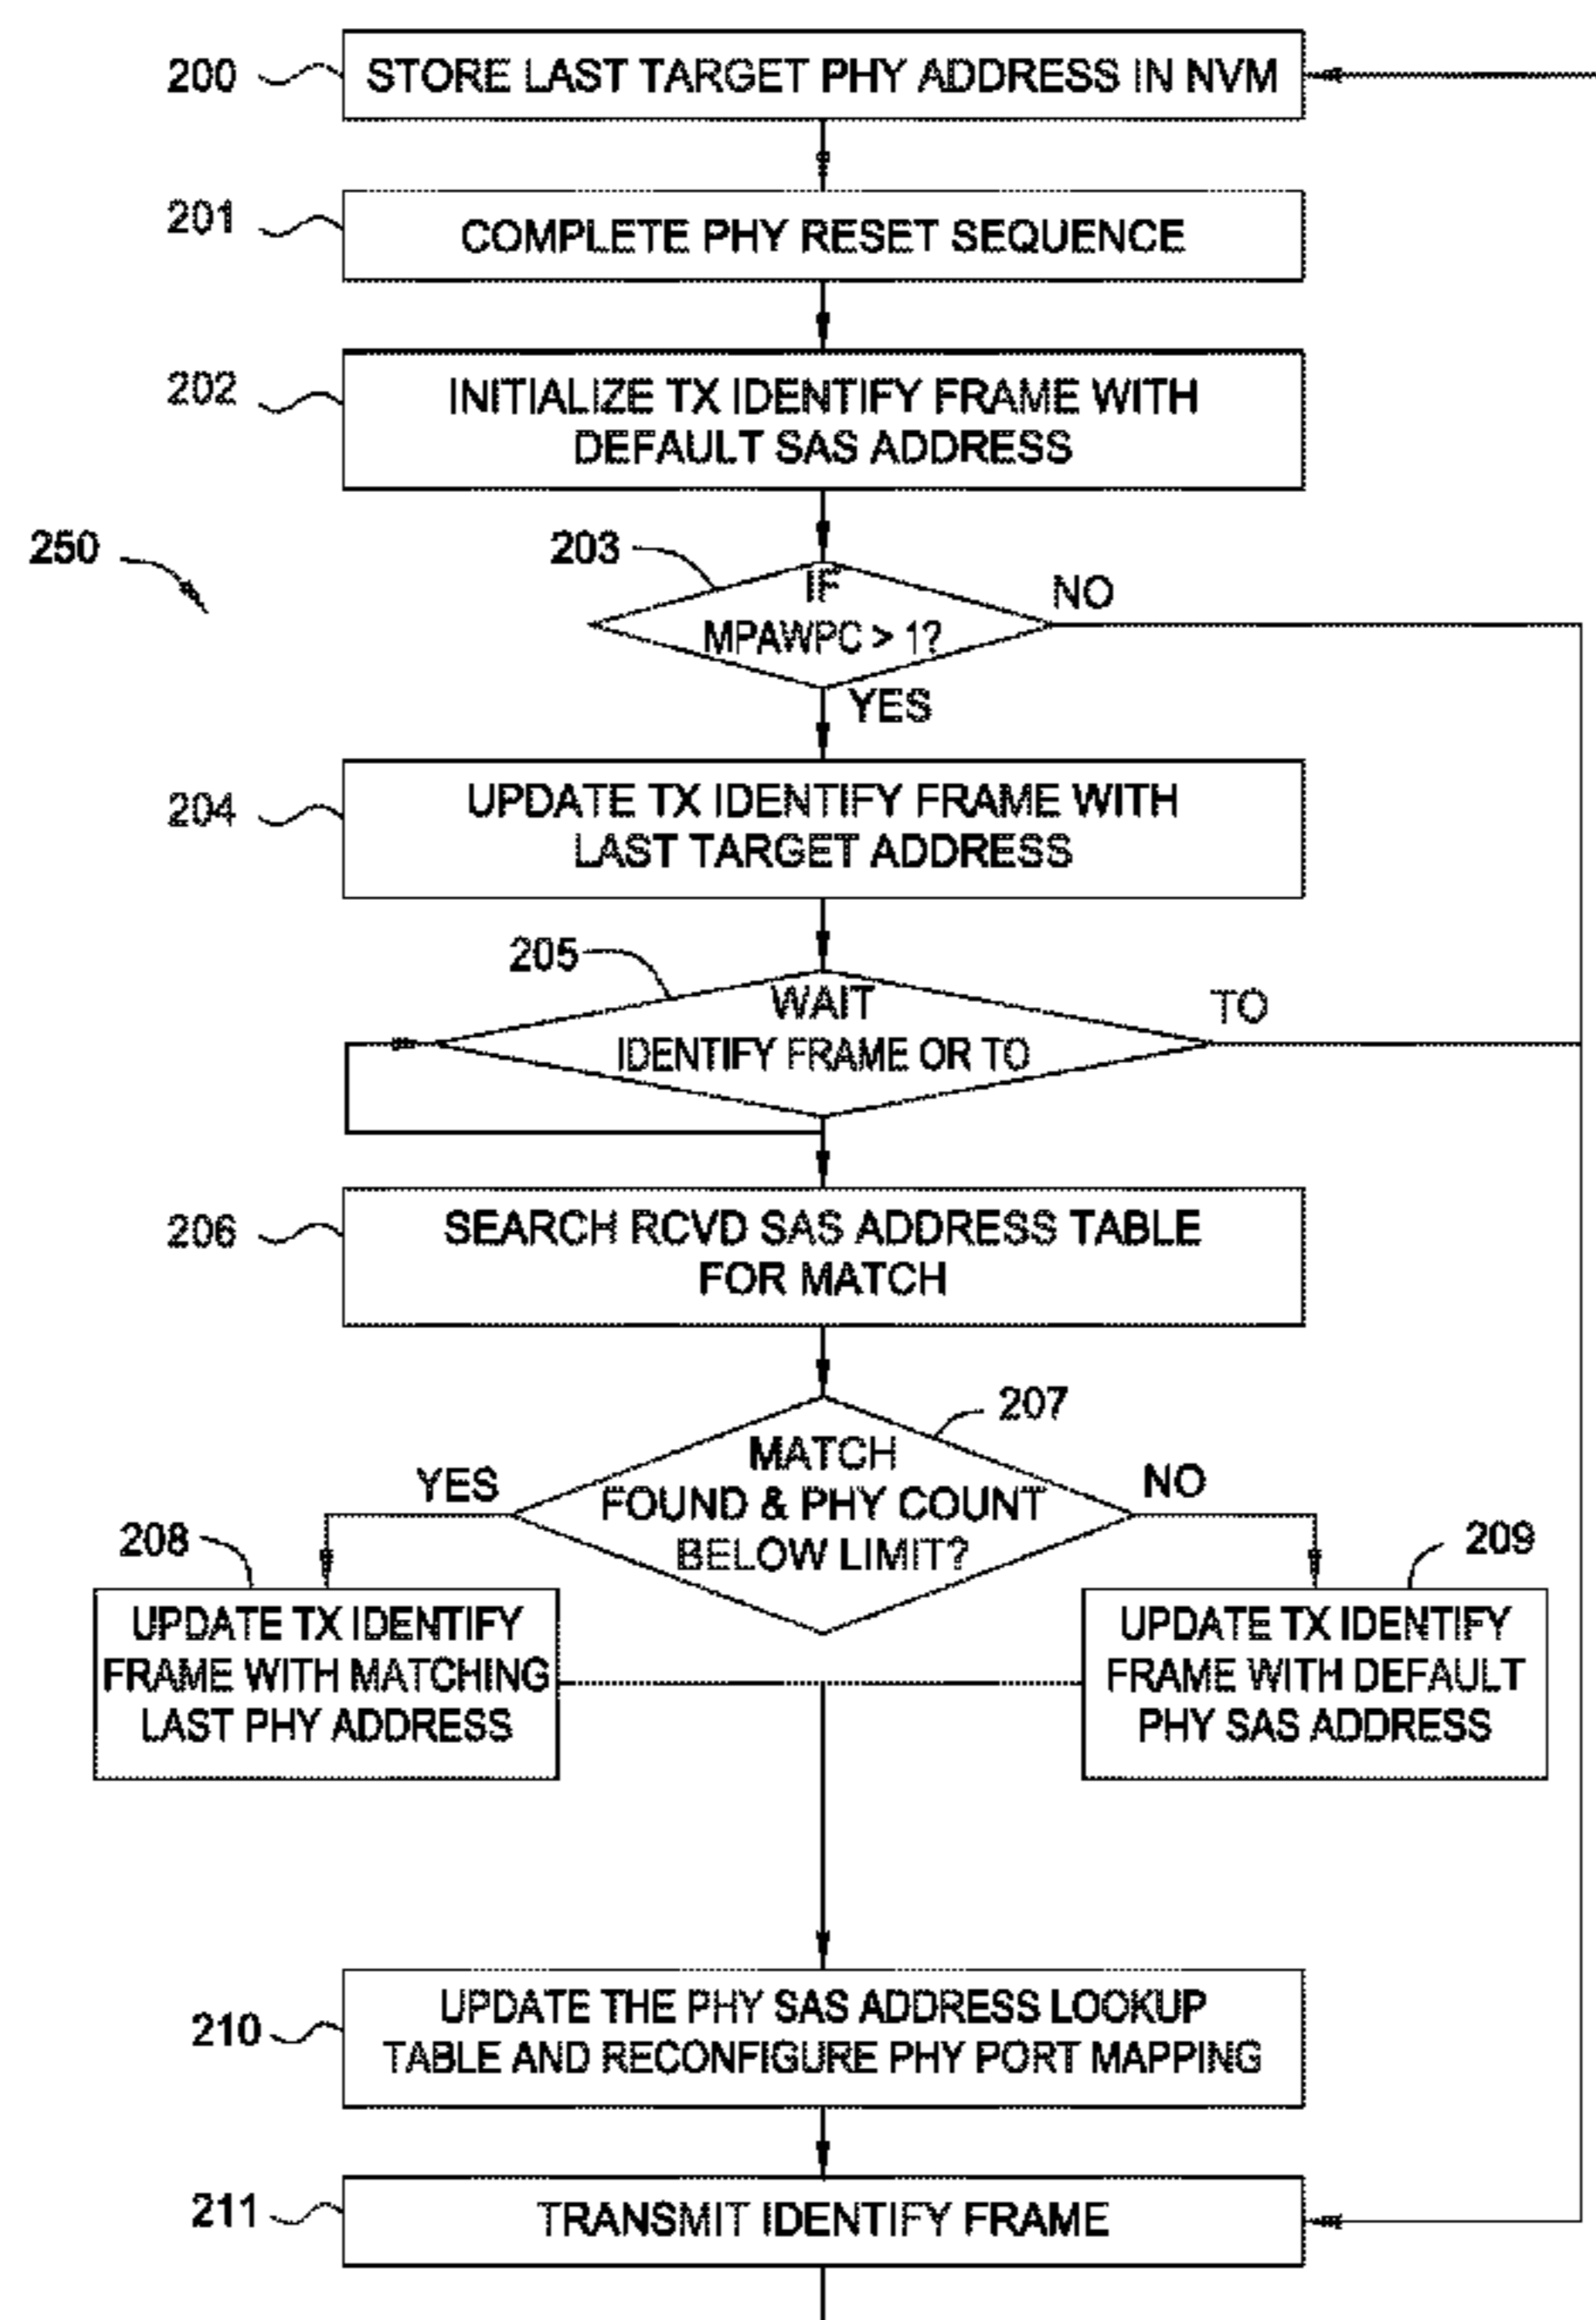 200
STORE LAST TARGET PHY ADDRESS IN NVM
201
COMPLETE PHY RESET SEQUENCE
202
INITIALIZE TX IDENTIFY FRAME WITH
DEFAULT SAS ADDRESS
250
203
IF
MPAWPC > 1?
NO
YES
204
UPDATE TX IDENTIFY FRAME WITH
LAST TARGET ADDRESS
205
WAIT
IDENTIFY FRAME OR TO
TO
206
SEARCH RCVD SAS ADDRESS TABLE
FOR MATCH
207
MATCH
FOUND & PHY COUNT
BELOW LIMIT?
YES
NO
208
UPDATE TX IDENTIFY
FRAME WITH MATCHING
LAST PHY ADDRESS
209
UPDATE TX IDENTIFY
FRAME WITH DEFAULT
PHY SAS ADDRESS
210
UPDATE THE PHY SAS ADDRESS LOOKUP
TABLE AND RECONFIGURE PHY PORT MAPPING
211
TRANSMIT IDENTIFY FRAME